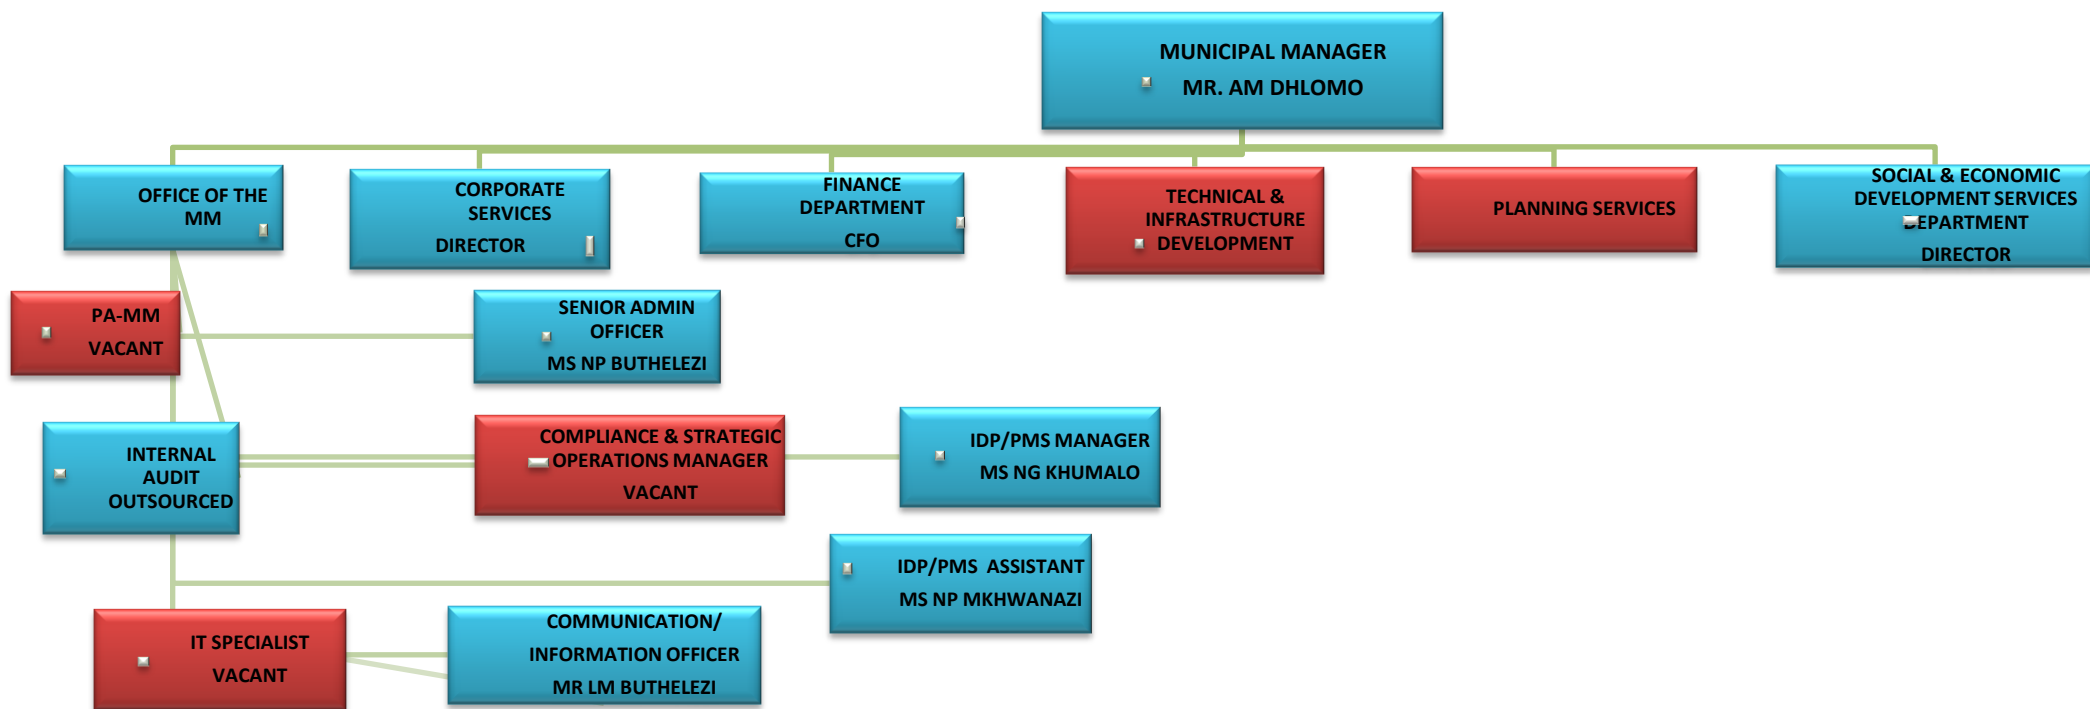 MUNICIPAL MANAGER
MR. AM DHLOMO
OFFICE OF THE
MM
CORPORATE
SERVICES
DIRECTOR
FINANCE
DEPARTMENT
CFO
TECHNICAL &
INFRASTRUCTURE
DEVELOPMENT
PLANNING SERVICES
SOCIAL & ECONOMIC
DEVELOPMENT SERVICES
DEPARTMENT
DIRECTOR
PA-MM
VACANT
SENIOR ADMIN
OFFICER
MS NP BUTHELEZI
INTERNAL
AUDIT
OUTSOURCED
COMPLIANCE & STRATEGIC
OPERATIONS MANAGER
VACANT
IDP/PMS MANAGER
MS NG KHUMALO
IDP/PMS ASSISTANT
MS NP MKHWANAZI
IT SPECIALIST
VACANT
COMMUNICATION/
INFORMATION OFFICER
MR LM BUTHELEZI